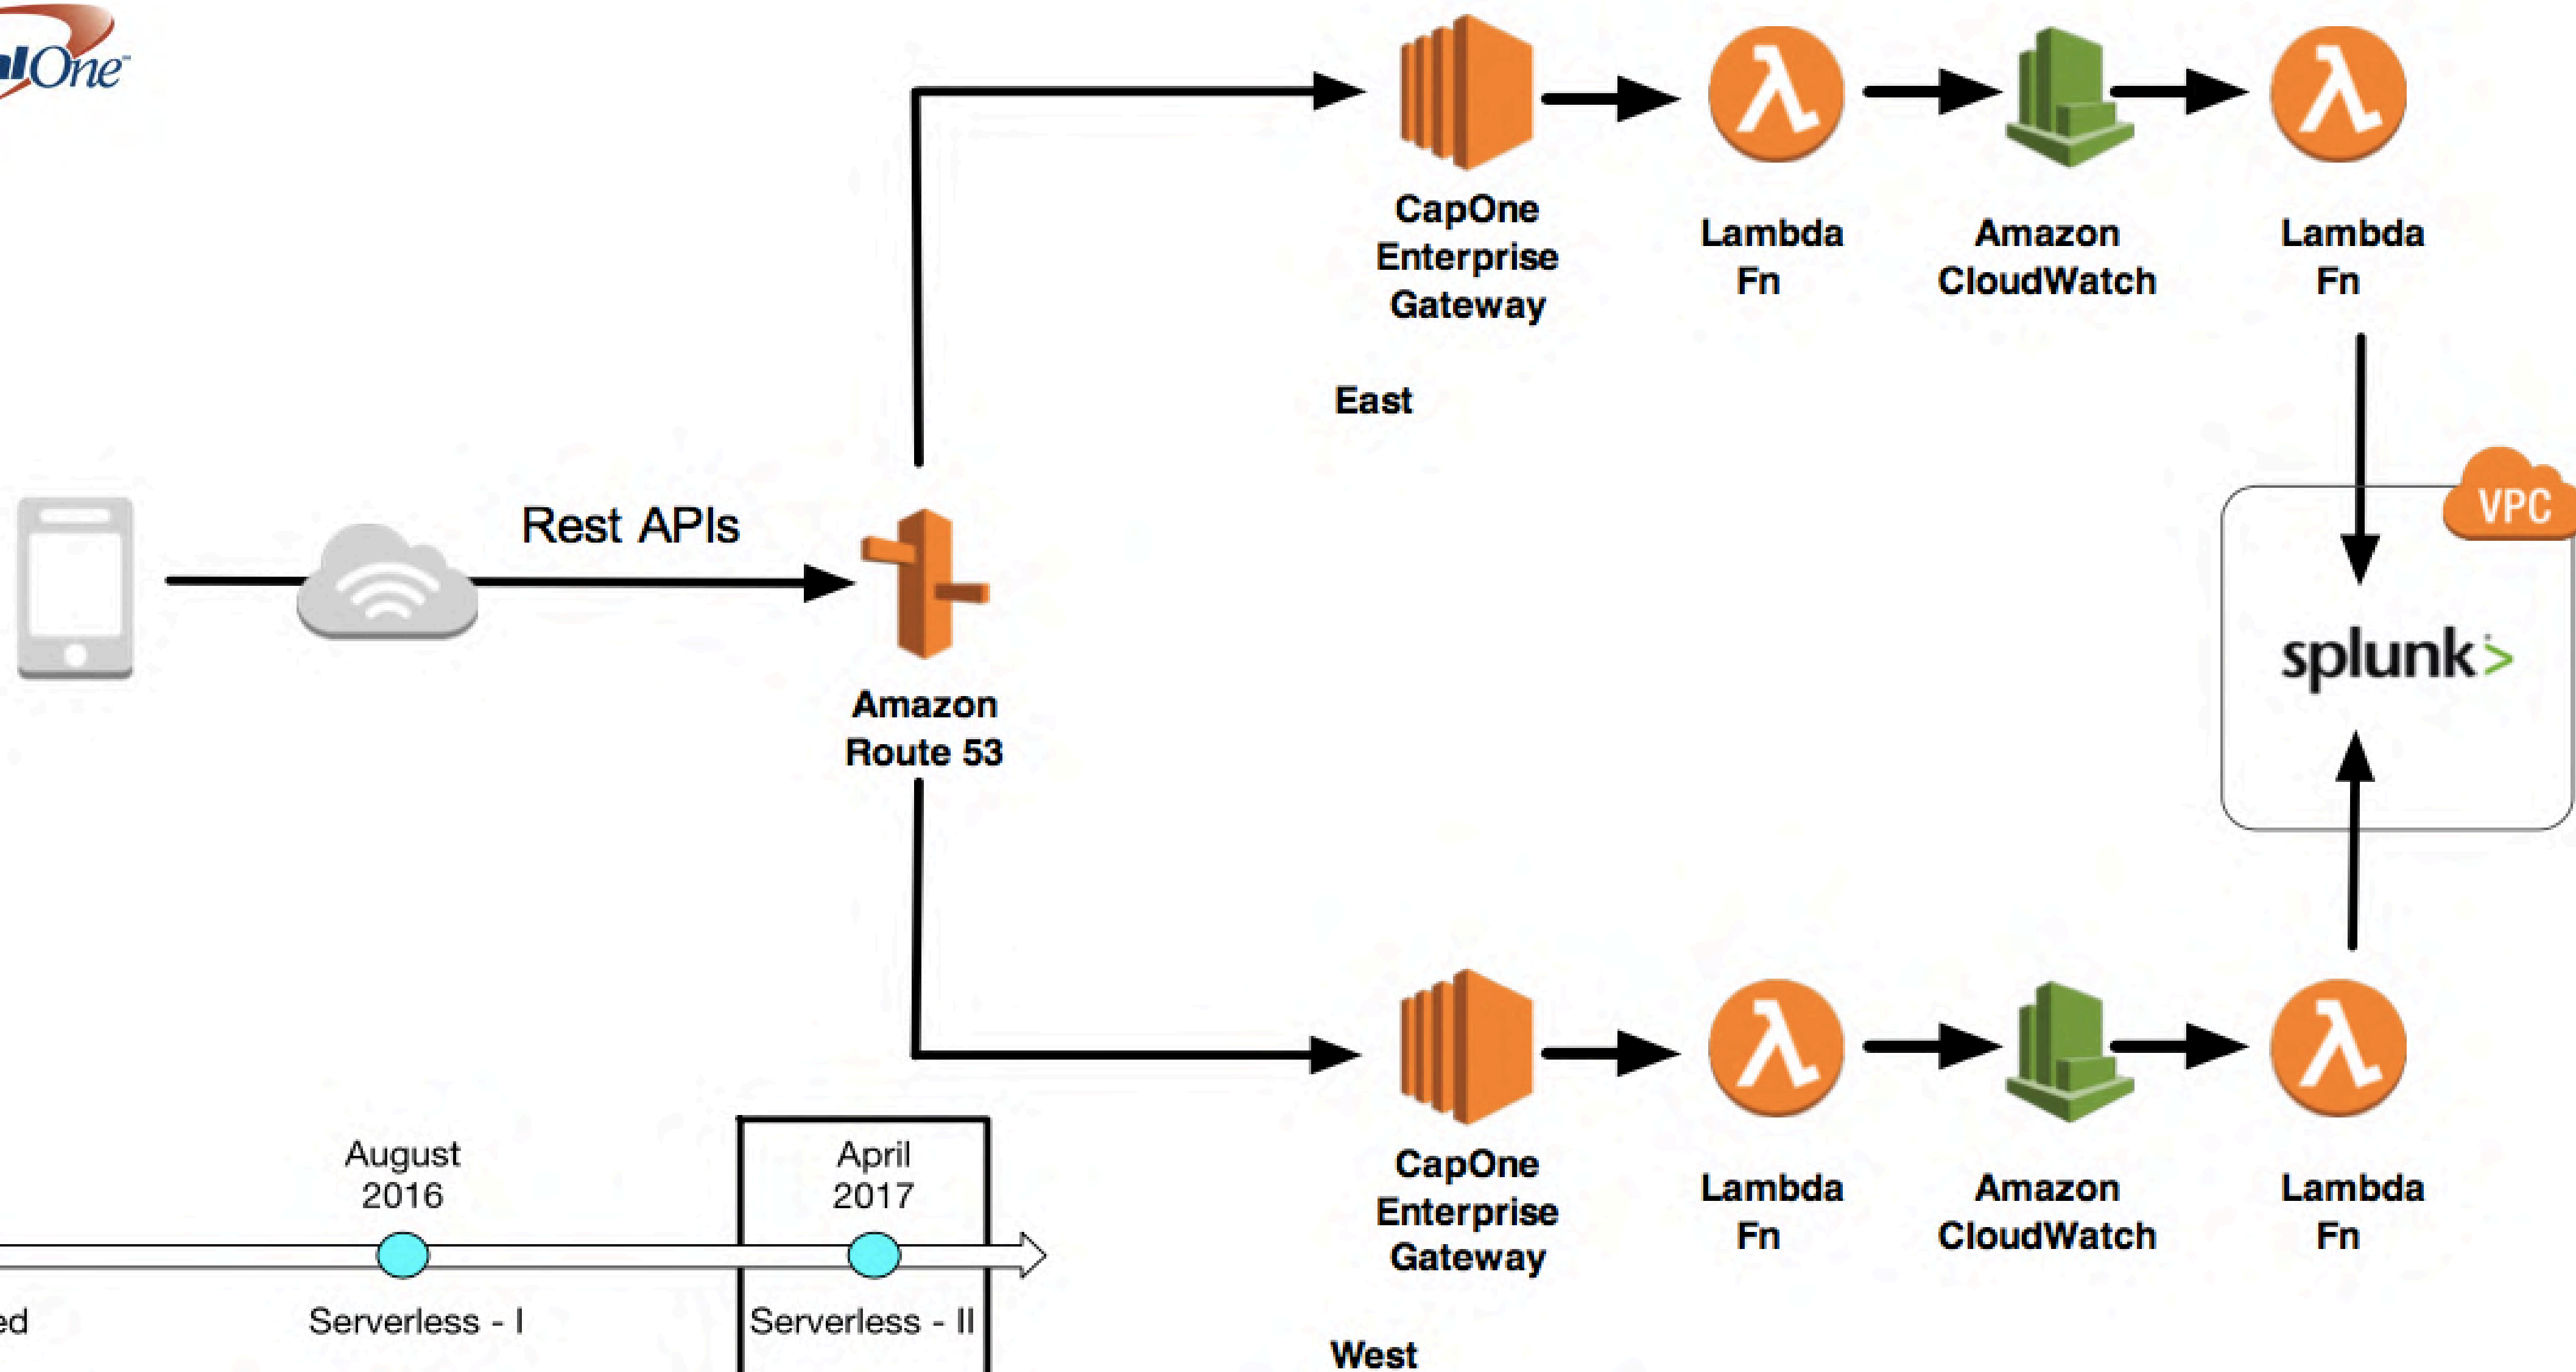 One
CapOne
Enterprise
Gateway
Lambda
Fn
Amazon
CloudWatch
Lambda
Fn
East
Rest APIs
VPC
splunk>
Amazon
Route 53
CapOne
Enterprise
Gateway
Lambda
Fn
Amazon
CloudWatch
Lambda
Fn
West
August
2016
April
2017
Serverless - I
Serverless - II